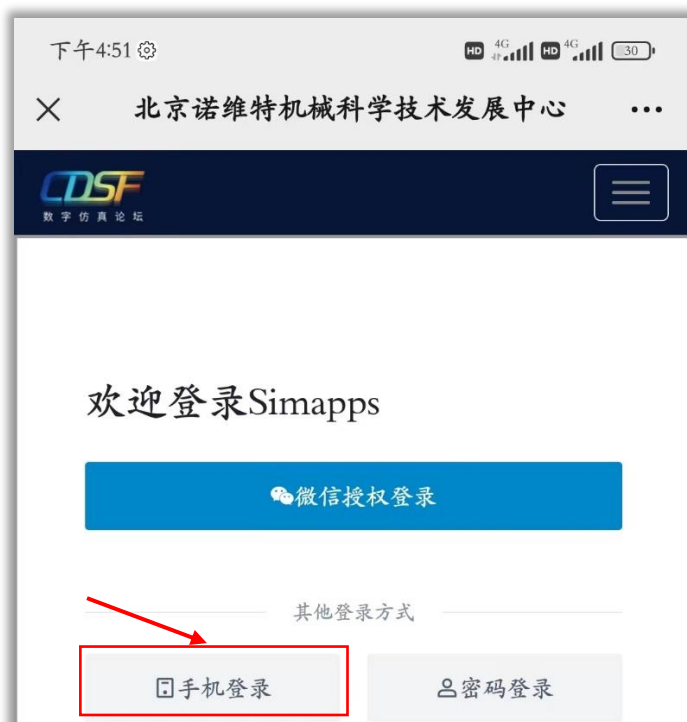 下午4:51
HD 4G HD 4G 30
北京诺维特机械科学技术发展中心
CDSF
数字仿真论坛
欢迎登录Simapps
微信授权登录
其他登录方式
手机登录
密码登录